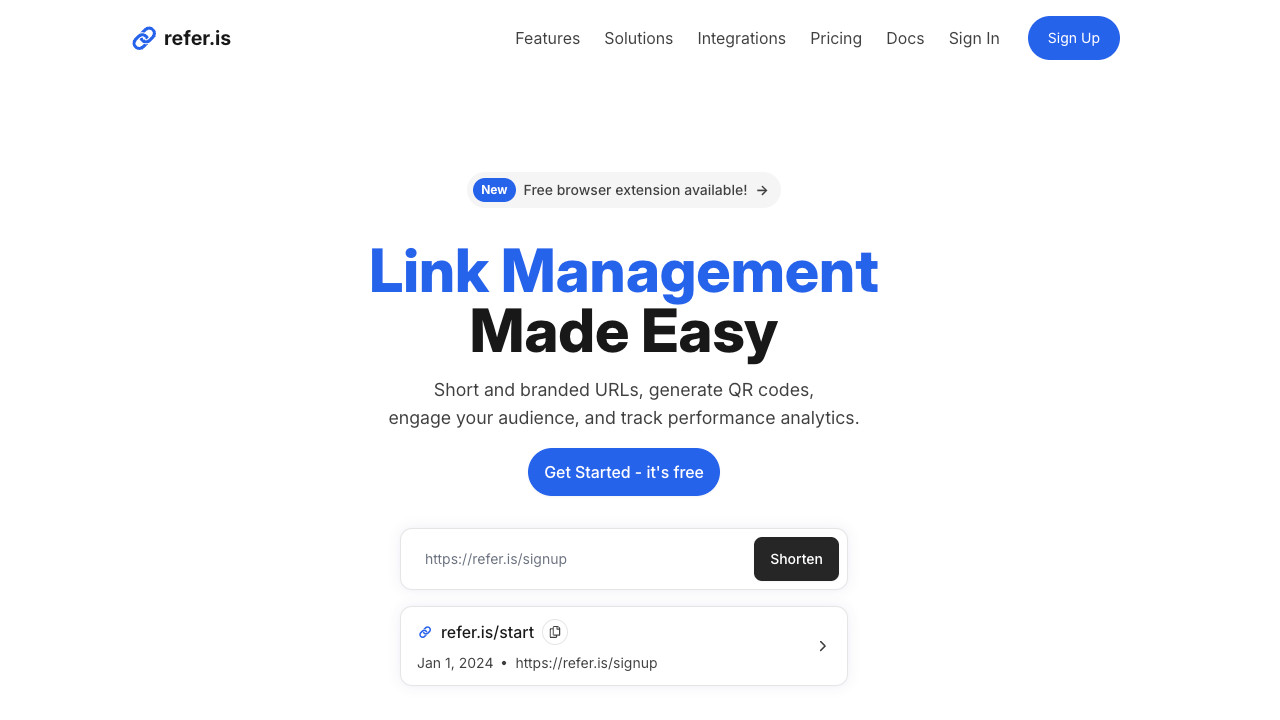 refer.is
Features Solutions Integrations Pricing Docs Sign In Sign Up
New Free browser extension available! →
Link Management
Made Easy
Short and branded URLs, generate QR codes,
engage your audience, and track performance analytics.
Get Started - it's free
https://refer.is/signup Shorten
refer.is/start
Jan 1, 2024 • https://refer.is/signup